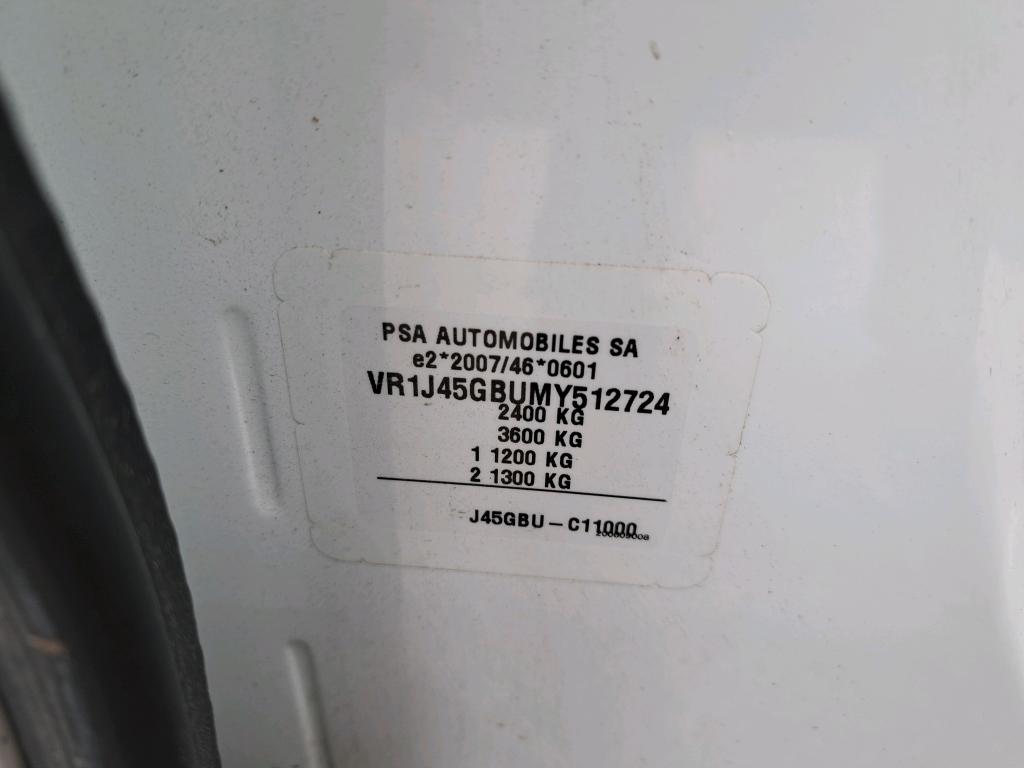 PSA AUTOMOBILES SA
e2*2007/46*0601
VR1J45GBUMY512724
2400 KG
3600 KG
1 1200 KG
2 1300 KG
J45GBU – C11000